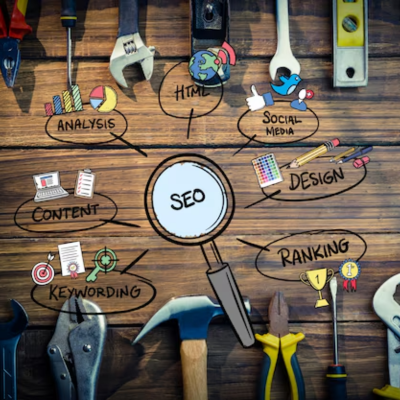 HTML
ANALYSIS
SOCIAL
MEDIA
SEO
DESIGN
CONTENT
RANKING
KEYWORDING